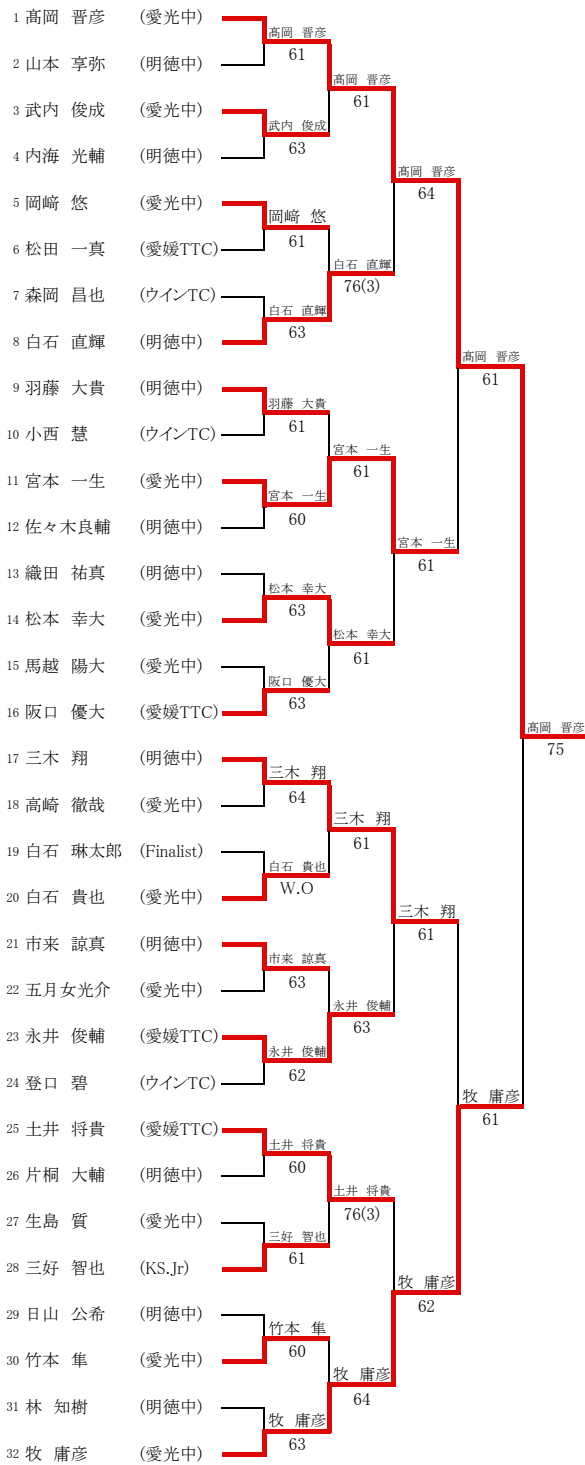 1 髙岡 晋彦 (愛光中)
髙岡 晋彦
61
2 山本 享弥 (明徳中)
髙岡 晋彦
61
3 武内 俊成 (愛光中)
武内 俊成
63
4 内海 光輔 (明徳中)
髙岡 晋彦
64
5 岡﨑 悠 (愛光中)
岡﨑 悠
61
6 松田 一真 (愛媛TTC)
白石 直輝
76(3)
7 森岡 昌也 (ウインTC)
白石 直輝
63
8 白石 直輝 (明徳中)
髙岡 晋彦
61
9 羽藤 大貴 (明徳中)
羽藤 大貴
61
10 小西 慧 (ウインTC)
宮本 一生
61
11 宮本 一生 (愛光中)
宮本 一生
60
12 佐々木良輔 (明徳中)
宮本 一生
61
13 織田 祐真 (明徳中)
松本 幸大
63
14 松本 幸大 (愛光中)
松本 幸大
61
15 馬越 陽大 (愛光中)
阪口 優大
63
16 阪口 優大 (愛媛TTC)
髙岡 晋彦
75
17 三木 翔 (明徳中)
三木 翔
64
18 高崎 徹哉 (愛光中)
三木 翔
61
19 白石 琳太郎 (Finalist)
白石 貴也
W.O
20 白石 貴也 (愛光中)
三木 翔
61
21 市来 諒真 (明徳中)
市来 諒真
63
22 五月女光介 (愛光中)
永井 俊輔
63
23 永井 俊輔 (愛媛TTC)
永井 俊輔
62
24 登口 碧 (ウインTC)
牧 庸彦
61
25 土井 将貴 (愛媛TTC)
土井 将貴
60
26 片桐 大輔 (明徳中)
土井 将貴
76(3)
27 生島 質 (愛光中)
三好 智也
61
28 三好 智也 (KS.Jr)
牧 庸彦
62
29 日山 公希 (明徳中)
竹本 隼
60
30 竹本 隼 (愛光中)
牧 庸彦
64
31 林 知樹 (明徳中)
牧 庸彦
63
32 牧 庸彦 (愛光中)